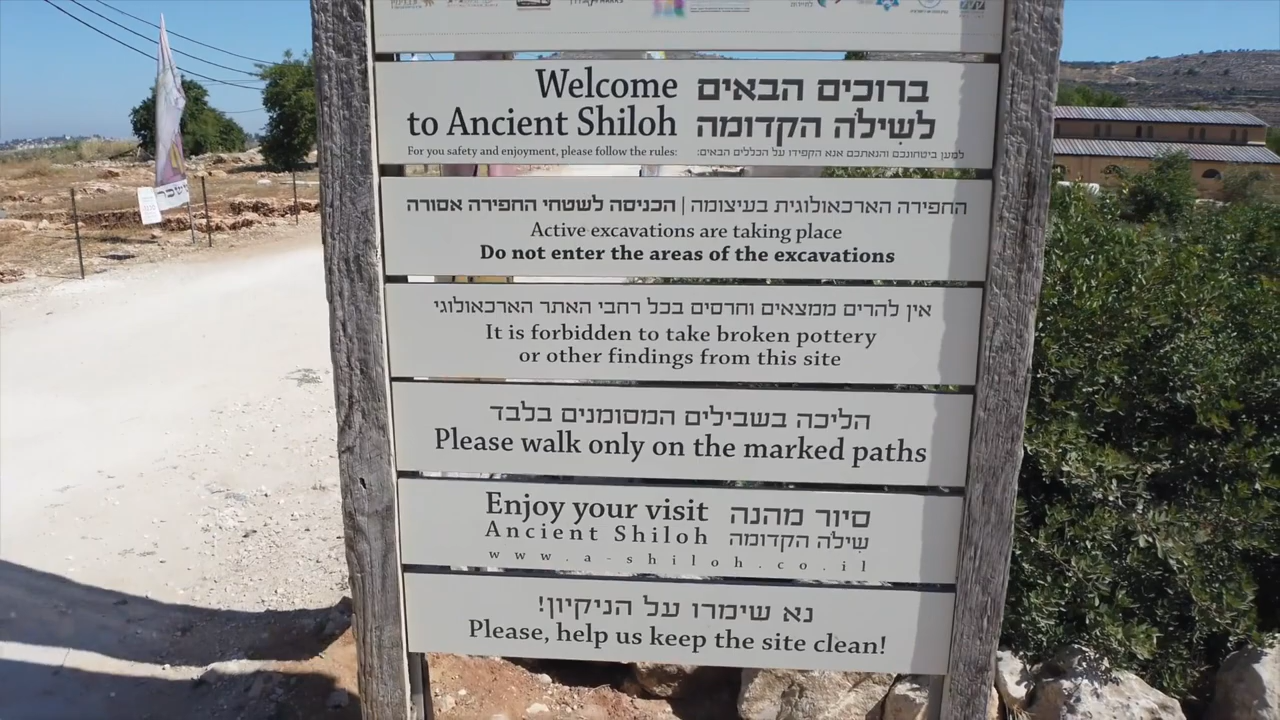 Welcome
to Ancient Shiloh
For you safety and enjoyment, please follow the rules:
ברוכים הבאים
לשילה הקדומה
למען ביטחונכם והנאתכם אנא הקפידו על הכללים הבאים:
החפירה הארכאולוגית בעיצומה | הכניסה לשטחי החפירה אסורה
Active excavations are taking place
Do not enter the areas of the excavations
אין להרים ממצאים וחרסים בכל רחבי האתר הארכאולוגי
It is forbidden to take broken pottery
or other findings from this site
הליכה בשבילים המסומנים בלבד
Please walk only on the marked paths
Enjoy your visit
Ancient Shiloh
סיור מהנה
שילה הקדומה
www.a-shiloh.co.il
נא שימרו על הניקיון!
Please, help us keep the site clean!